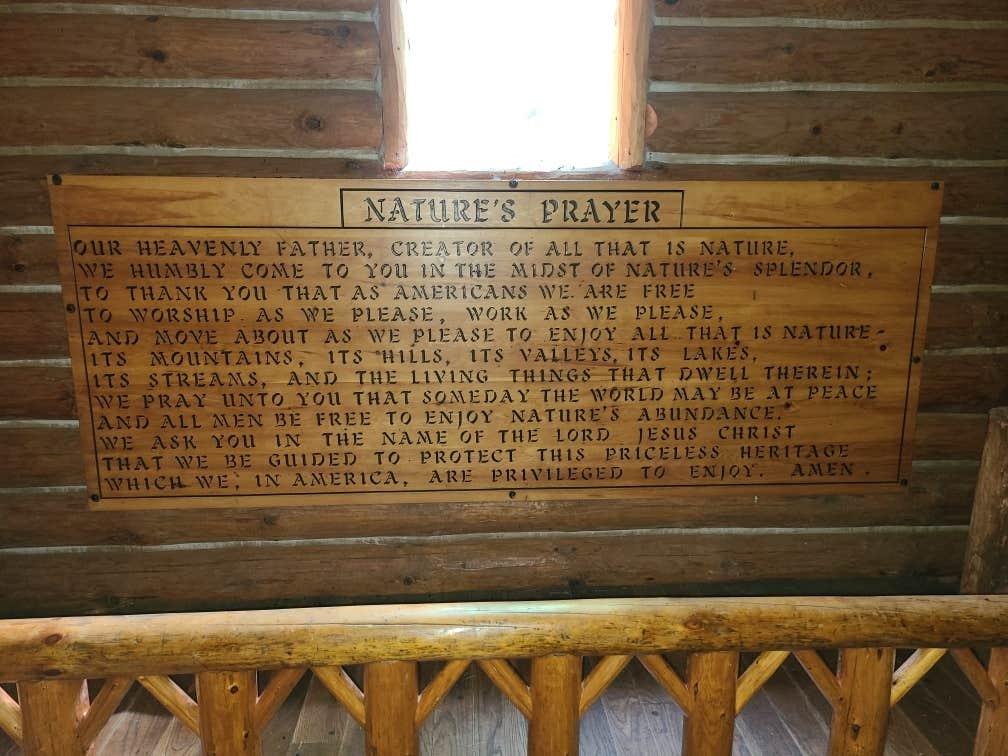 NATURE'S PRAYER
OUR HEAVENLY FATHER, CREATOR OF ALL THAT IS NATURE,
WE HUMBLY COME TO YOU IN THE MIDST OF NATURE'S SPLENDOR,
TO THANK YOU THAT AS AMERICANS WE ARE FREE
TO WORSHIP AS WE PLEASE, WORK AS WE PLEASE,
AND MOVE ABOUT AS WE PLEASE TO ENJOY ALL THAT IS NATURE-
ITS MOUNTAINS, ITS HILLS, ITS VALLEYS, ITS LAKES,
ITS STREAMS, AND THE LIVING THINGS THAT DWELL THEREIN;
WE PRAY UNTO YOU THAT SOMEDAY THE WORLD MAY BE AT PEACE
AND ALL MEN BE FREE TO ENJOY NATURE'S ABUNDANCE.
WE ASK YOU IN THE NAME OF THE LORD JESUS CHRIST
THAT WE BE GUIDED TO PROTECT THIS PRICELESS HERITAGE
WHICH WE, IN AMERICA, ARE PRIVILEGED TO ENJOY. AMEN.